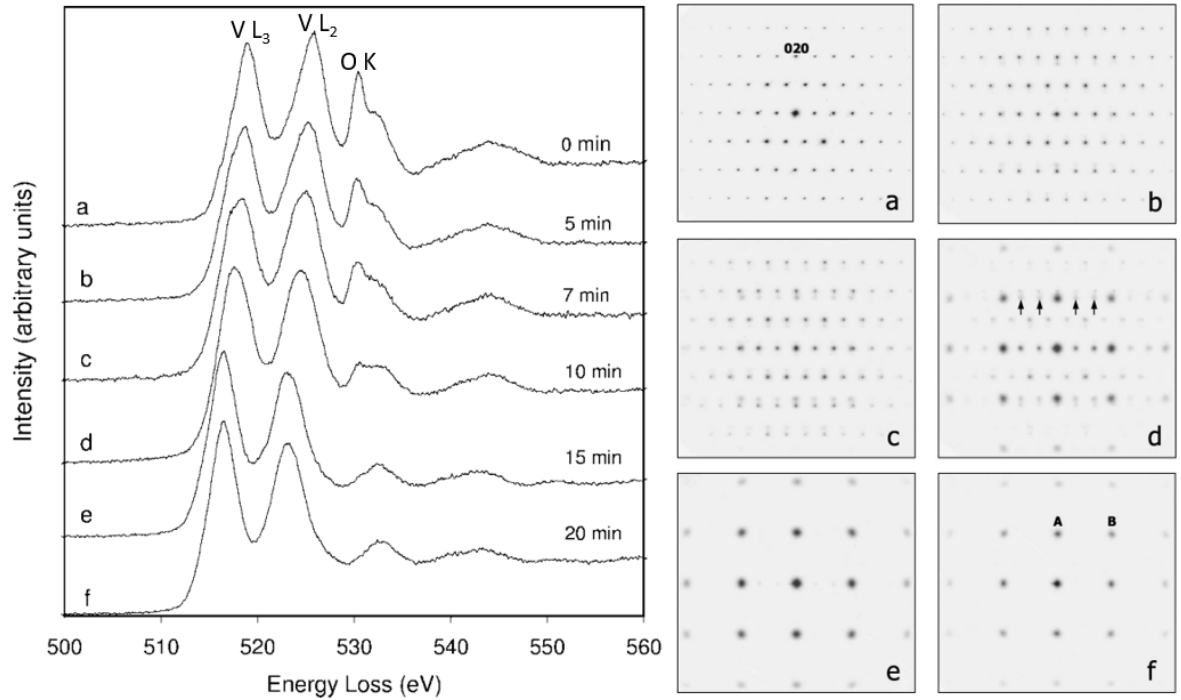 V L₃
V L₂
O K
0 min
a
5 min
b
7 min
c
10 min
d
15 min
e
20 min
f
Intensity (arbitrary units)
500
510
520
530
540
550
560
Energy Loss (eV)
020
a
b
c
d
e
A B
f